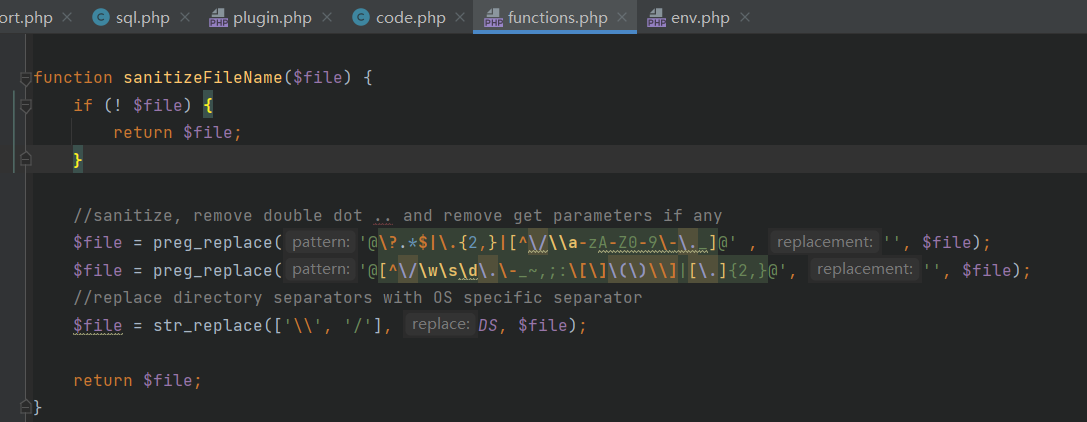 ort.php × sql.php × plugin.php × code.php × functions.php × env.php ×
function sanitizeFileName($file) {
if (! $file) {
return $file;
}
//sanitize, remove double dot .. and remove get parameters if any
$file = preg_replace( pattern: '@\?.*$|\.{2,}|[^\/\\a-zA-Z0-9\-\._]@' , replacement: '', $file);
$file = preg_replace( pattern: '@[^\/\w\s\d\.\-_~,;:\[\]\(\)\\]|[\.]{2,}@', replacement: '', $file);
//replace directory separators with OS specific separator
$file = str_replace(['\\', '/'], replace: DS, $file);
return $file;
}